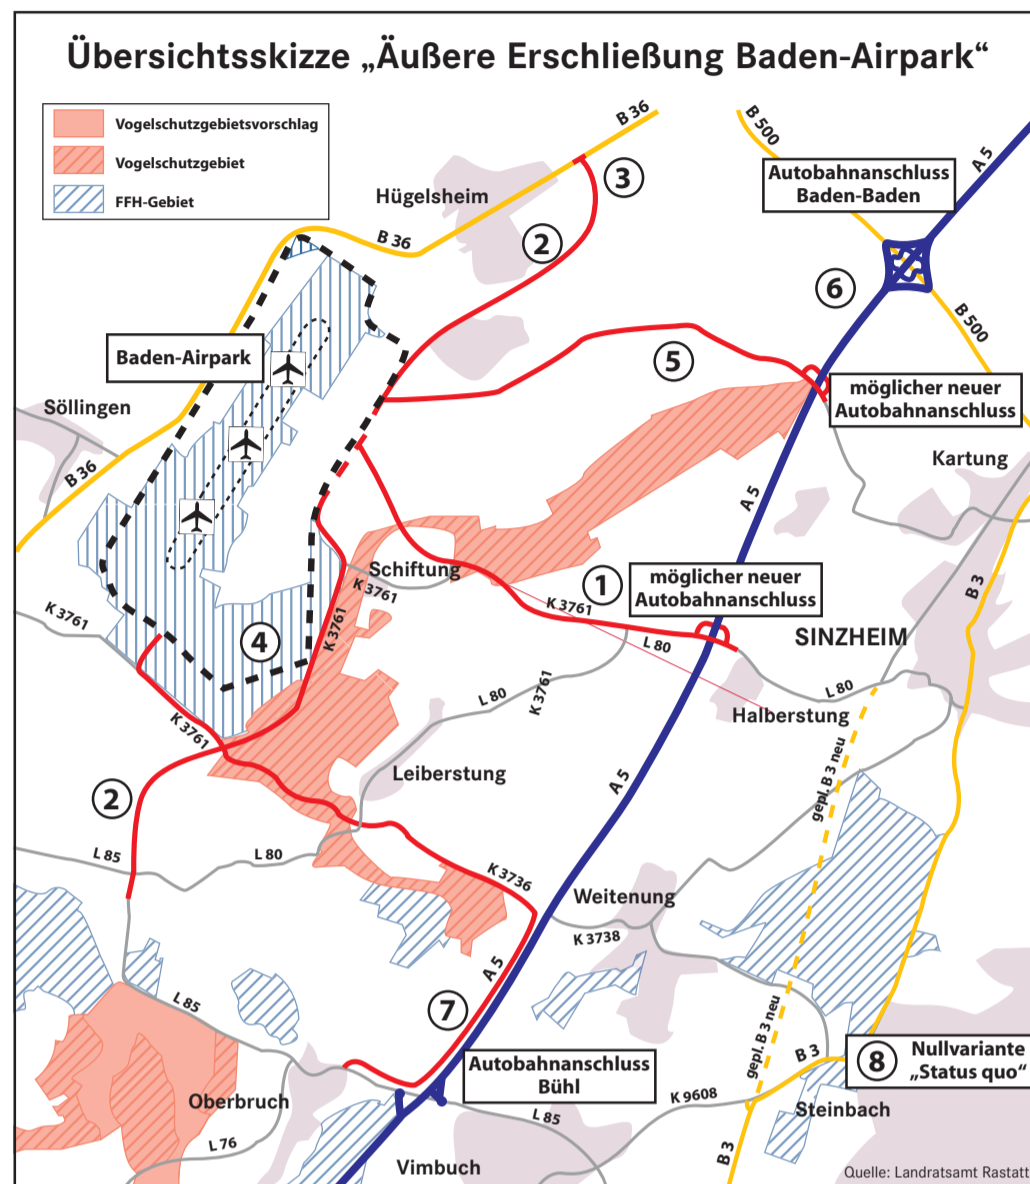 Übersichtsskizze „Äußere Erschließung Baden-Airpark“
Vogelschutzgebietsvorschlag
Vogelschutzgebiet
FFH-Gebiet
B 36
B 500
A 5
Autobahnanschluss
Baden-Baden
3
Hügelsheim
2
B 36
6
B 500
Baden-Airpark
5
möglicher neuer
Autobahnanschluss
Söllingen
Kartung
B 36
A 5
Schiftung
K 3761
1
möglicher neuer
Autobahnanschluss
B 3
K 3761
K 3761
K 3761
4
L 80
SINZHEIM
L 80
K 3761
L 80
Halberstung
K 3761
gepl. B 3 neu
Leiberstung
A 5
2
L 85
L 80
K 3736
Weitenung
K 3738
A 5
L 85
7
gepl. B 3 neu
B 3
8
Nullvariante
„Status quo“
Autobahnanschluss
Bühl
Oberbruch
K 9608
Steinbach
L 85
L 76
B 3
Vimbuch
Quelle: Landratsamt Rastatt